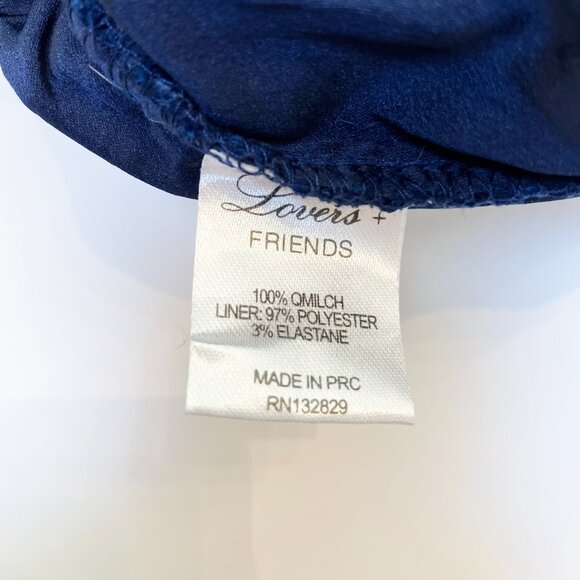 Lovers +
FRIENDS
100% QMILCH
LINER: 97% POLYESTER
3% ELASTANE
MADE IN PRC
RN132829